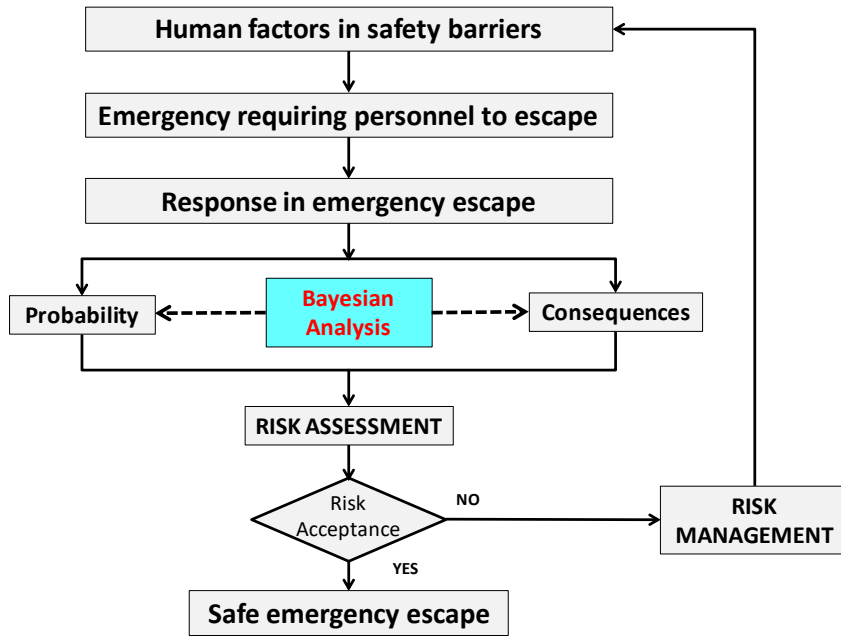 Human factors in safety barriers
Emergency requiring personnel to escape
Response in emergency escape
Probability
Bayesian
Analysis
Consequences
RISK ASSESSMENT
Risk
Acceptance
NO
RISK
MANAGEMENT
YES
Safe emergency escape